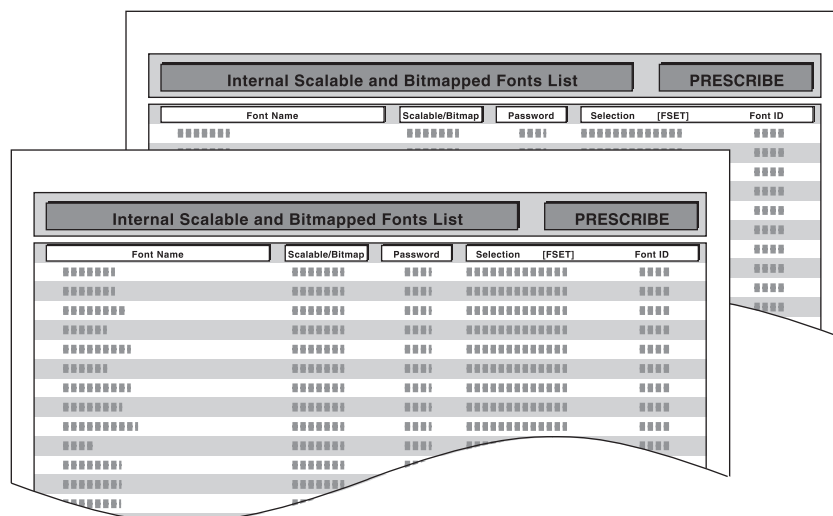 Internal Scalable and Bitmapped Fonts List PRESCRIBE
Font Name Scalable/Bitmap Password Selection [FSET] Font ID
Internal Scalable and Bitmapped Fonts List PRESCRIBE
Font Name Scalable/Bitmap Password Selection [FSET] Font ID